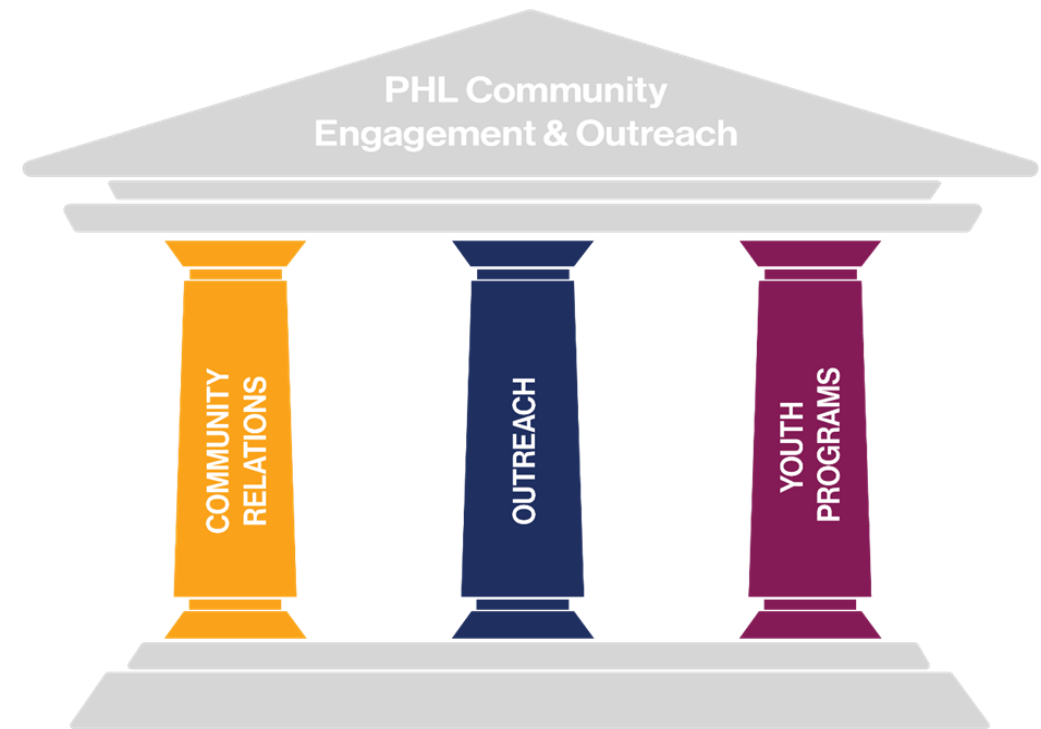 PHL Community
Engagement & Outreach
COMMUNITY
RELATIONS
OUTREACH
YOUTH
PROGRAMS